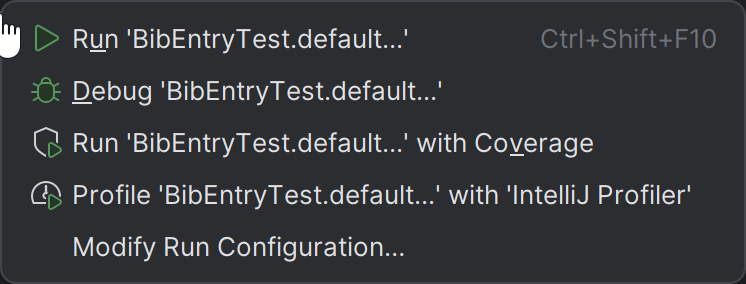 Run 'BibEntryTest.default...' Ctrl+Shift+F10
Debug 'BibEntryTest.default...'
Run 'BibEntryTest.default...' with Coverage
Profile 'BibEntryTest.default...' with 'IntelliJ Profiler'
Modify Run Configuration...